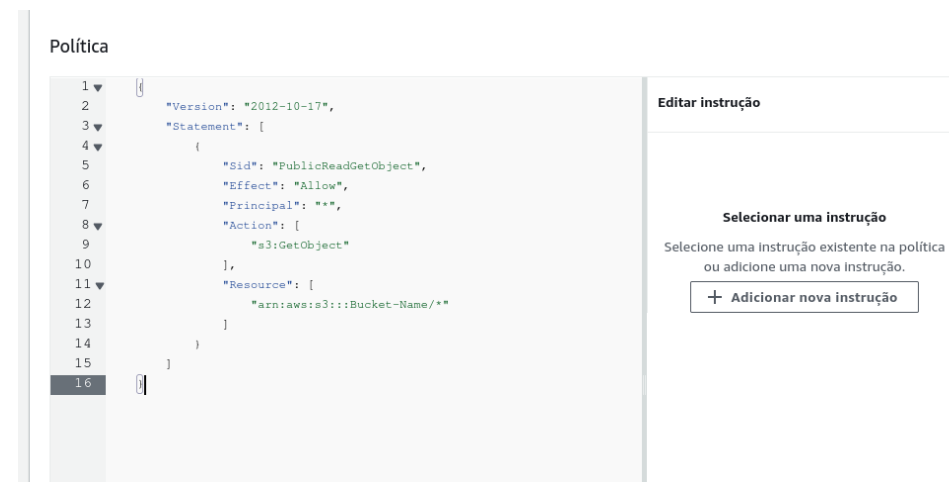 Política
1 {
2 "Version": "2012-10-17",
3 "Statement": [
4 {
5 "Sid": "PublicReadGetObject",
6 "Effect": "Allow",
7 "Principal": "*",
8 "Action": [
9 "s3:GetObject"
10 ],
11 "Resource": [
12 "arn:aws:s3:::Bucket-Name/*"
13 ]
14 }
15 ]
16 }
Editar instrução
Selecionar uma instrução
Selecione uma instrução existente na política
ou adicione uma nova instrução.
+ Adicionar nova instrução